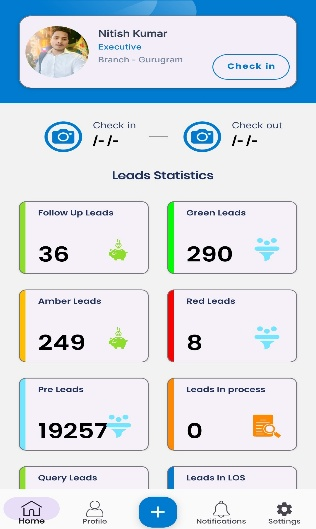 Nitish Kumar
Executive
Branch - Gurugram
Check in
Check in
/-/-
Check out
/-/-
Leads Statistics
Follow Up Leads
36
Green Leads
290
Amber Leads
249
Red Leads
8
Pre Leads
19257
Leads In process
0
Query Leads
Leads In LOS
Home
Profile
Notifications
Settings